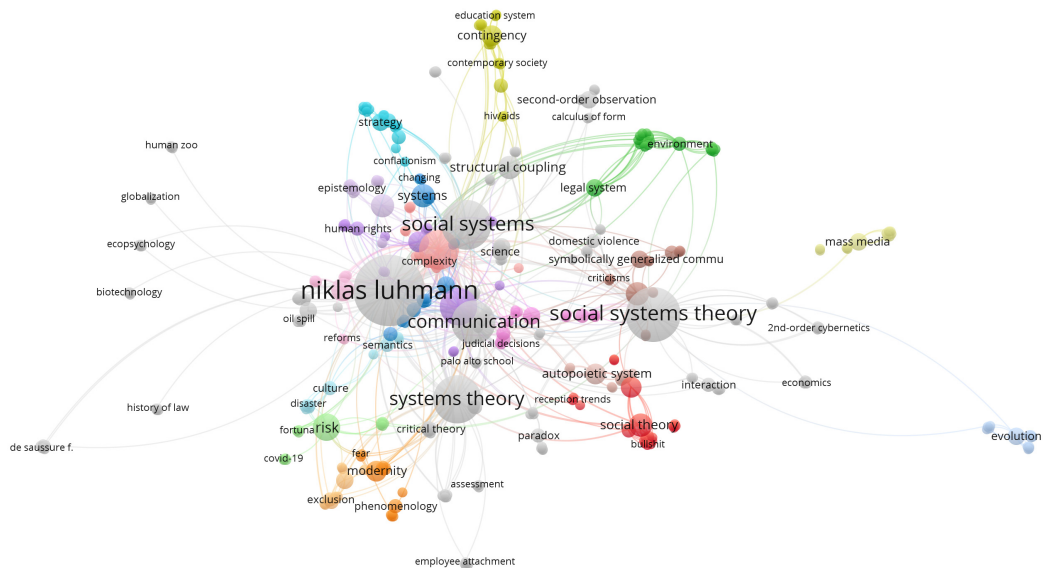 education system
contingency
contemporary society
second-order observation
hiv/aids
calculus of form
strategy
human zoo
environment
conflationism
structural coupling
changing
epistemology
systems
legal system
globalization
social systems
human rights
domestic violence
mass media
ecopsychology
science
complexity
symbolically generalized commu
criticisms
niklas luhmann
biotechnology
oil spill
communication
social systems theory
2nd-order cybernetics
reforms
semantics
judicial decisions
palo alto school
autopoietic system
culture
interaction
economics
disaster
systems theory
reception trends
history of law
fortuna
risk
critical theory
social theory
paradox
bullshit
evolution
de saussure f.
fear
covid-19
modernity
assessment
exclusion
phenomenology
employee attachment